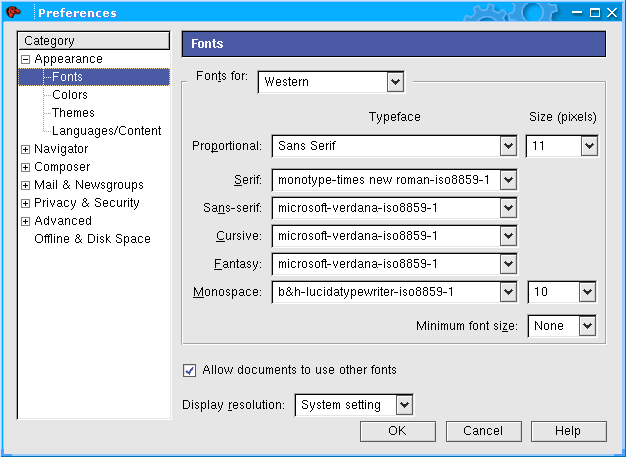 Preferences
Category
Appearance
Fonts
Colors
Themes
Languages/Content
Navigator
Composer
Mail & Newsgroups
Privacy & Security
Advanced
Offline & Disk Space
Fonts
Fonts for: Western
Typeface Size (pixels)
Proportional: Sans Serif 11
Serif: monotype-times new roman-iso8859-1
Sans-serif: microsoft-verdana-iso8859-1
Cursive: microsoft-verdana-iso8859-1
Fantasy: microsoft-verdana-iso8859-1
Monospace: b&h-lucidatypewriter-iso8859-1 10
Minimum font size: None
Allow documents to use other fonts
Display resolution: System setting
OK Cancel Help